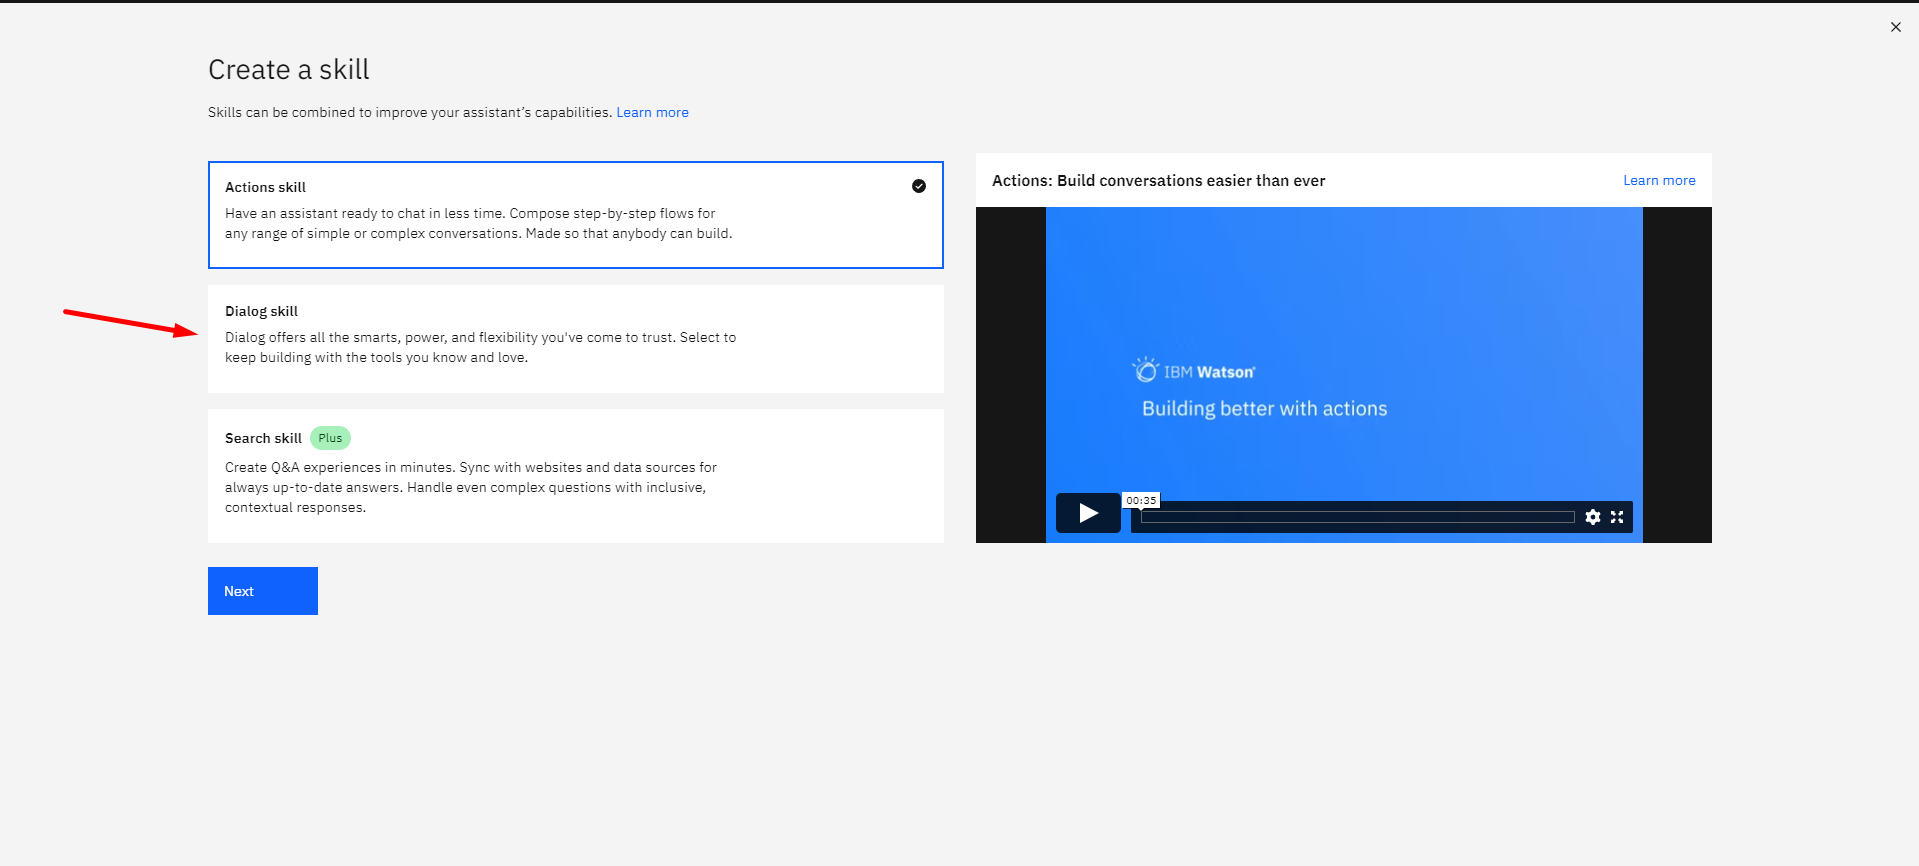 Create a skill
Skills can be combined to improve your assistant’s capabilities. Learn more
Actions skill
Have an assistant ready to chat in less time. Compose step-by-step flows for
any range of simple or complex conversations. Made so that anybody can build.
Dialog skill
Dialog offers all the smarts, power, and flexibility you've come to trust. Select to
keep building with the tools you know and love.
Search skill Plus
Create Q&A experiences in minutes. Sync with websites and data sources for
always up-to-date answers. Handle even complex questions with inclusive,
contextual responses.
Next
Actions: Build conversations easier than ever
Learn more
IBM Watson
Building better with actions
00:35